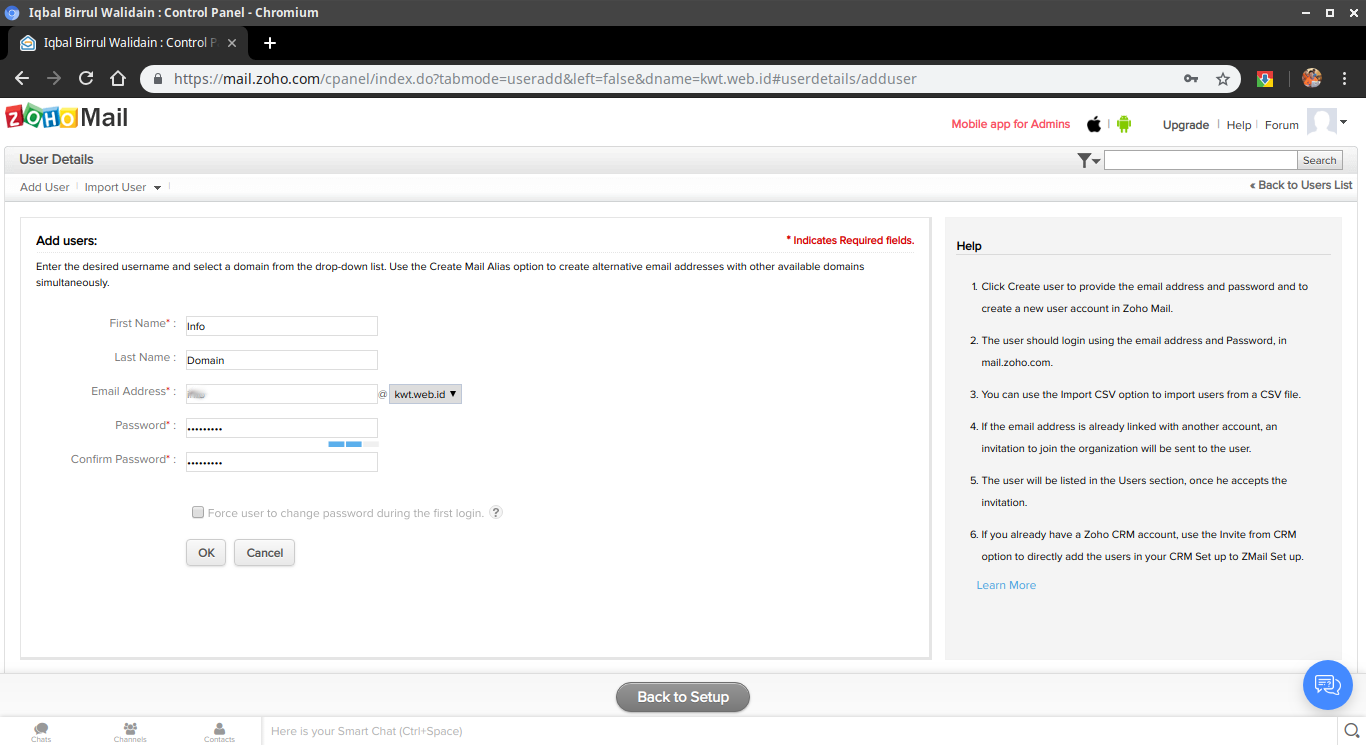 Iqbal Birrul Walidain : Control Panel - Chromium
Iqbal Birrul Walidain : Control P
https://mail.zoho.com/cpanel/index.do?tabmode=useradd&left=false&dname=kwt.web.id#userdetails/adduser
ZOHO Mail
Mobile app for Admins
Upgrade
Help
Forum
User Details
Search
Add User
Import User
« Back to Users List
Add users:
* Indicates Required fields.
Enter the desired username and select a domain from the drop-down list. Use the Create Mail Alias option to create alternative email addresses with other available domains
simultaneously.
First Name* : Info
Last Name : Domain
Email Address* : @ kwt.web.id
Password* : •••••••••
Confirm Password* : •••••••••
Force user to change password during the first login. ?
OK
Cancel
Help
1. Click Create user to provide the email address and password and to
create a new user account in Zoho Mail.
2. The user should login using the email address and Password, in
mail.zoho.com.
3. You can use the Import CSV option to import users from a CSV file.
4. If the email address is already linked with another account, an
invitation to join the organization will be sent to the user.
5. The user will be listed in the Users section, once he accepts the
invitation.
6. If you already have a Zoho CRM account, use the Invite from CRM
option to directly add the users in your CRM Set up to ZMail Set up.
Learn More
Back to Setup
Chats
Channels
Contacts
Here is your Smart Chat (Ctrl+Space)